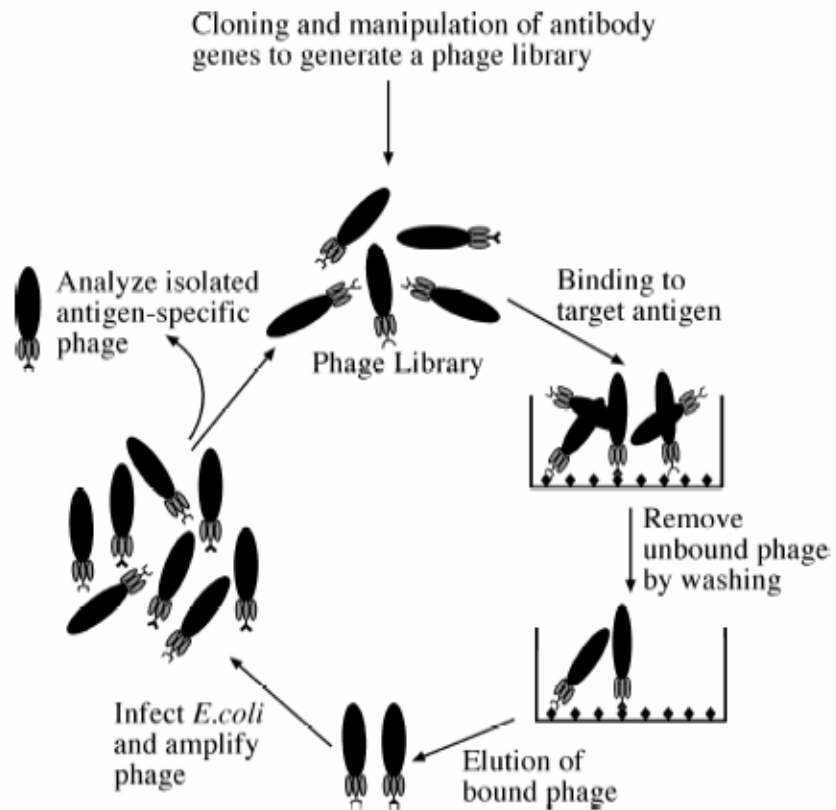 Cloning and manipulation of antibody
genes to generate a phage library
Analyze isolated
antigen-specific
phage
Phage Library
Binding to
target antigen
Remove
unbound phage
by washing
Elution of
bound phage
Infect E.coli
and amplify
phage